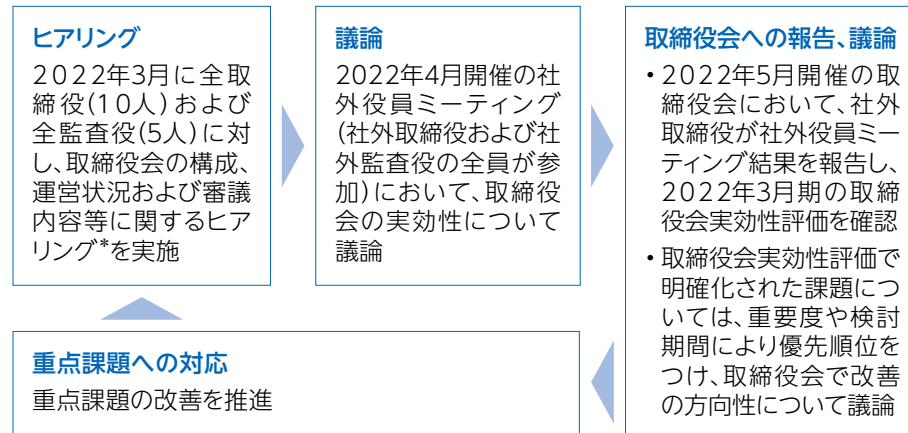 ヒアリング
2022年3月に全取
締役(10人)および
全監査役(5人)に対
し、取締役会の構成、
運営状況および審議
内容等に関するヒア
リング*を実施
議論
2022年4月開催の社
外役員ミーティング
(社外取締役および社
外監査役の全員が参
加)において、取締役
会の実効性について
議論
取締役会への報告、議論
・2022年5月開催の取
締役会において、社外
取締役が社外役員ミー
ティング結果を報告し、
2022年3月期の取締
役会実効性評価を確認
・取締役会実効性評価で
明確化された課題につ
いては、重要度や検討
期間により優先順位を
つけ、取締役会で改善
の方向性について議論
重点課題への対応
重点課題の改善を推進